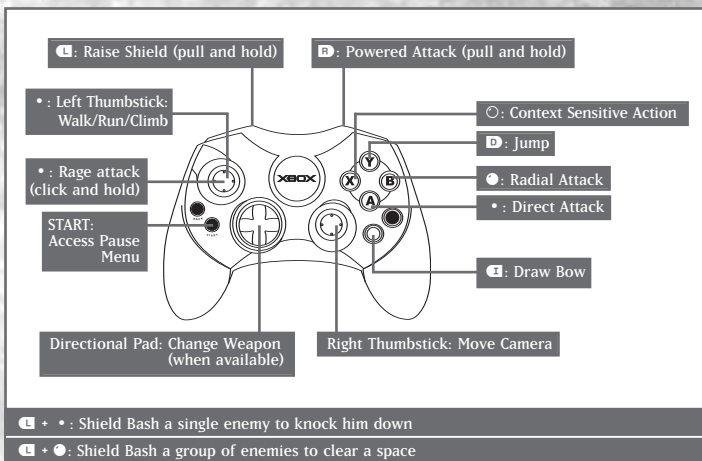 L: Raise Shield (pull and hold)
R: Powered Attack (pull and hold)
• : Left Thumbstick:
Walk/Run/Climb
: Context Sensitive Action
D: Jump
• : Rage attack
(click and hold)
: Radial Attack
• : Direct Attack
START:
Access Pause
Menu
I: Draw Bow
XBOX
Y
X
B
A
BACK
START
Directional Pad: Change Weapon
(when available)
Right Thumbstick: Move Camera
L + • : Shield Bash a single enemy to knock him down
L + : Shield Bash a group of enemies to clear a space